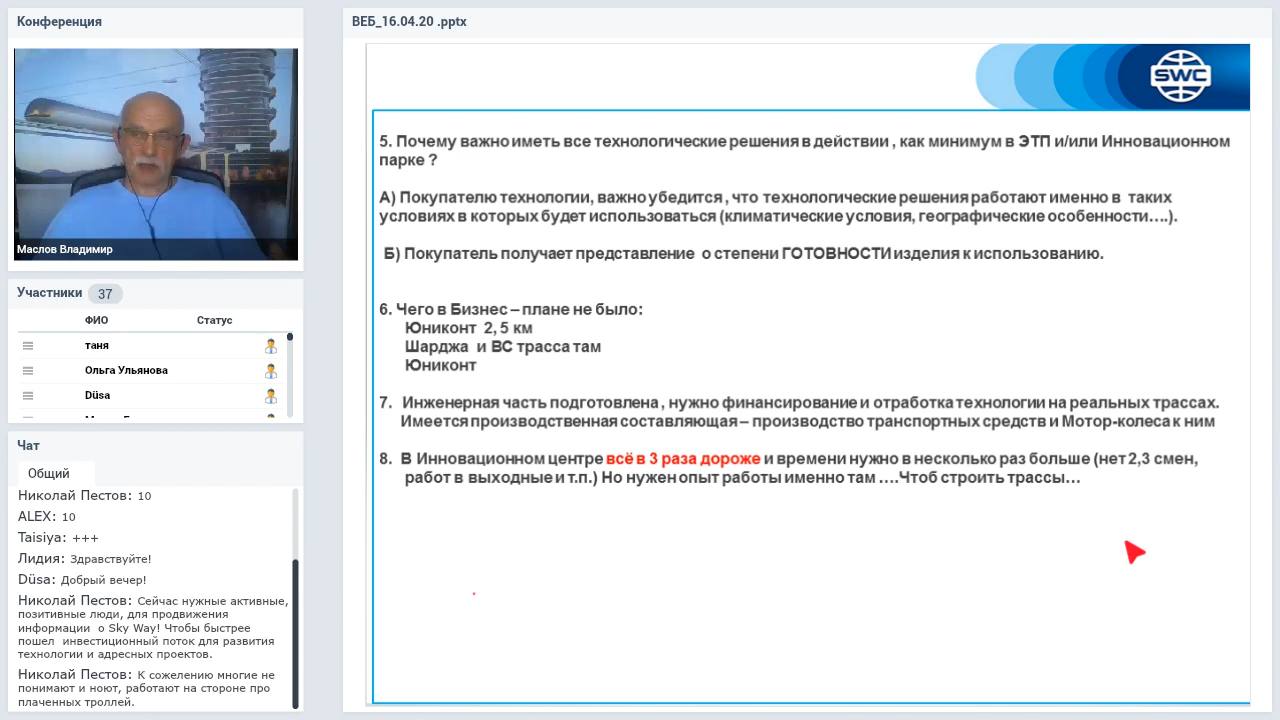 Конференция
Маслов Владимир
Участники 37
ФИО Статус
таня
Ольга Ульянова
Düsa
Чат
Общий
Николай Пестов: 10
ALEX: 10
Taisiya: +++
Лидия: Здравствуйте!
Düsa: Добрый вечер!
Николай Пестов: Сейчас нужные активные,
позитивные люди, для продвижения
информации о Sky Way! Чтобы быстрее
пошел инвестиционный поток для развития
технологии и адресных проектов.
Николай Пестов: К сожелению многие не
понимают и ноют, работают на стороне про
плаченных троллей.
ВЕБ_16.04.20 .pptx
SWC
5. Почему важно иметь все технологические решения в действии , как минимум в ЭТП и/или Инновационном
парке ?
А) Покупателю технологии, важно убедится , что технологические решения работают именно в таких
условиях в которых будет использоваться (климатические условия, географические особенности….).
Б) Покупатель получает представление о степени ГОТОВНОСТИ изделия к использованию.
6. Чего в Бизнес – плане не было:
Юниконт 2, 5 км
Шарджа и ВС трасса там
Юниконт
7. Инженерная часть подготовлена , нужно финансирование и отработка технологии на реальных трассах.
Имеется производственная составляющая – производство транспортных средств и Мотор-колеса к ним
8. В Инновационном центре всё в 3 раза дороже и времени нужно в несколько раз больше (нет 2,3 смен,
работ в выходные и т.п.) Но нужен опыт работы именно там ….Чтоб строить трассы…